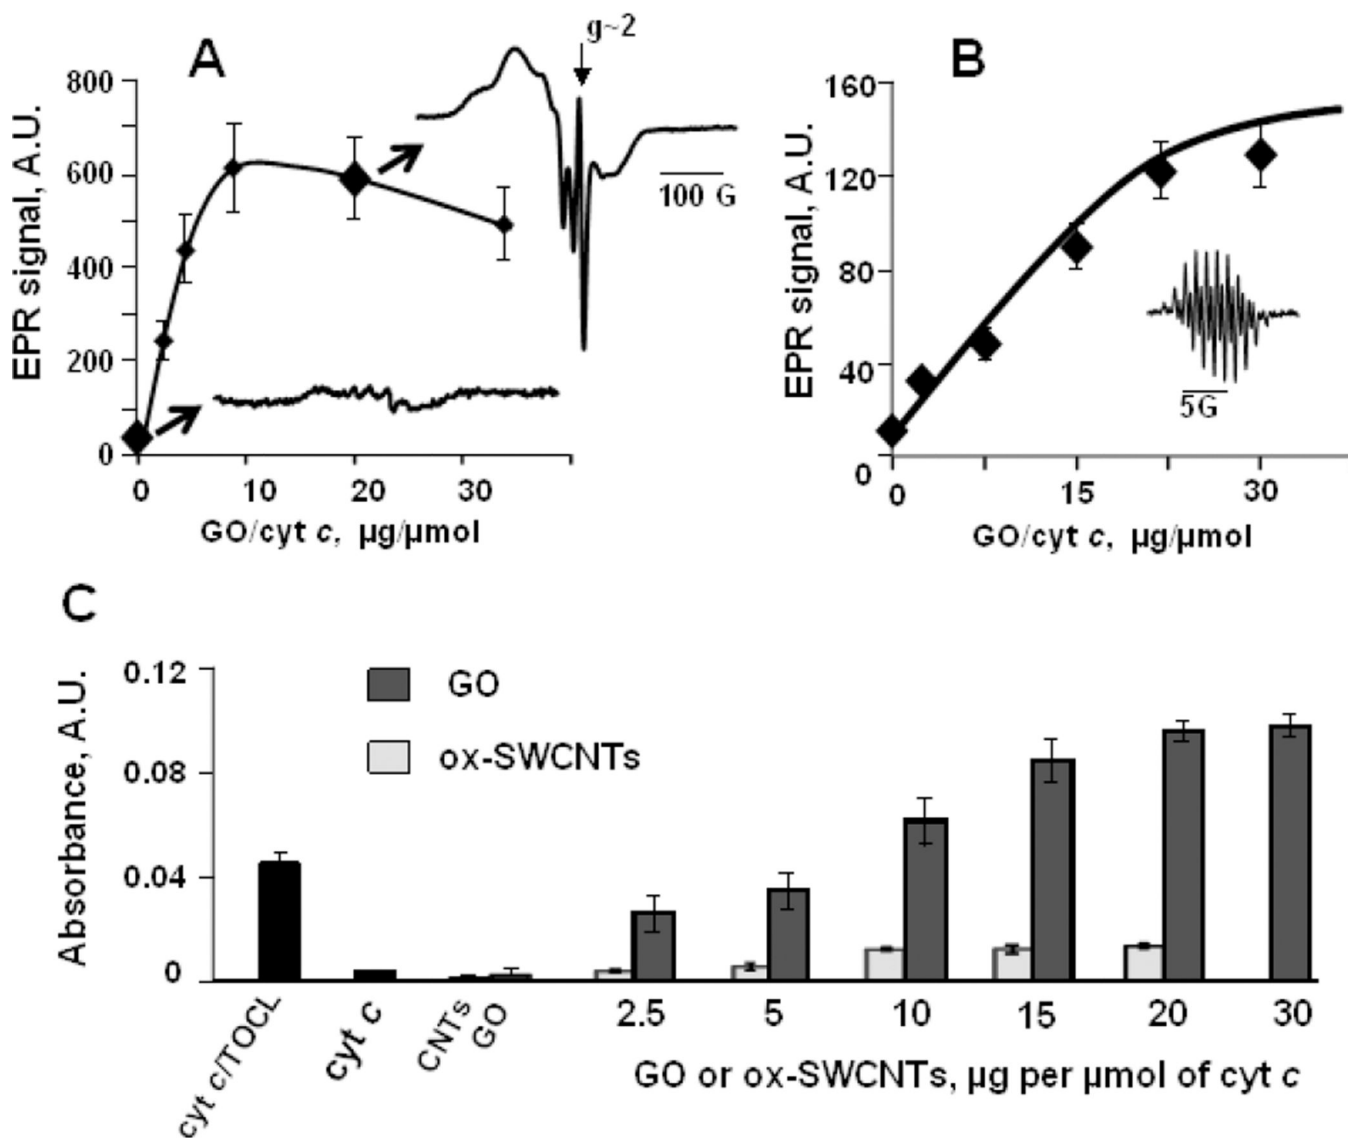 A
EPR signal, A.U.
800
600
400
200
0
0 10 20 30
GO/cyt c, µg/µmol
g~2
100 G
B
EPR signal, A.U.
160
120
80
40
0
0 15 30
GO/cyt c, µg/µmol
5G
C
Absorbance, A.U.
0.12
0.08
0.04
0
GO
ox-SWCNTs
cyt c/TOCL
cyt c
CNTs
GO
2.5 5 10 15 20 30
GO or ox-SWCNTs, µg per µmol of cyt c